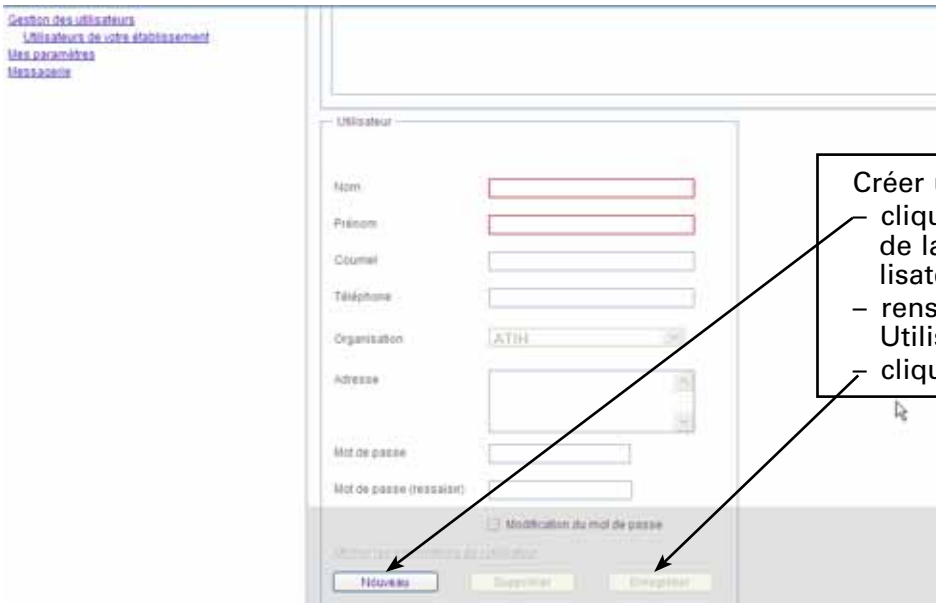 Gestion des utilisateurs
Utilisateurs de votre établissement
Mes paramètres
Messagerie
Utilisateur
Nom
Prénom
Courriel
Téléphone
Organisation
ATIH
Adresse
Mot de passe
Mot de passe (ressaisir)
Modification du mot de passe
Nouveau
Supprimer
Enregistrer
Créer
– cliqu
de la
lisate
– rens
Utilis
– cliqu